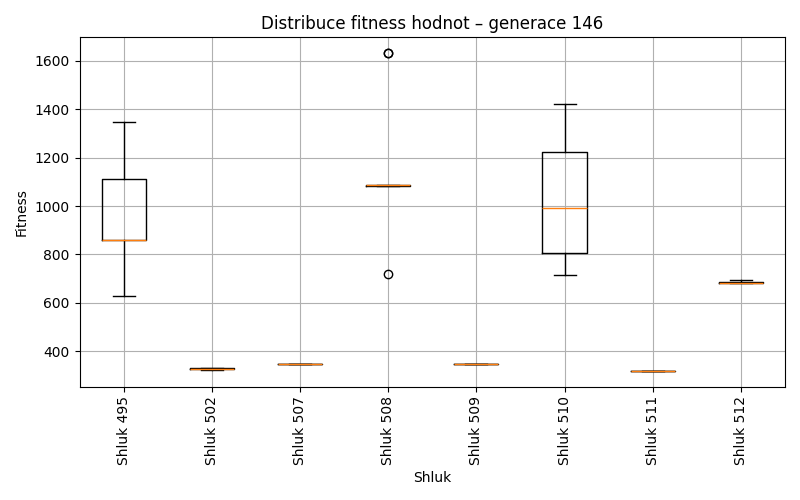 Distribuce fitness hodnot – generace 146
Fitness
1600
1400
1200
1000
800
600
400
Shluk 495
Shluk 502
Shluk 507
Shluk 508
Shluk 509
Shluk 510
Shluk 511
Shluk 512
Shluk